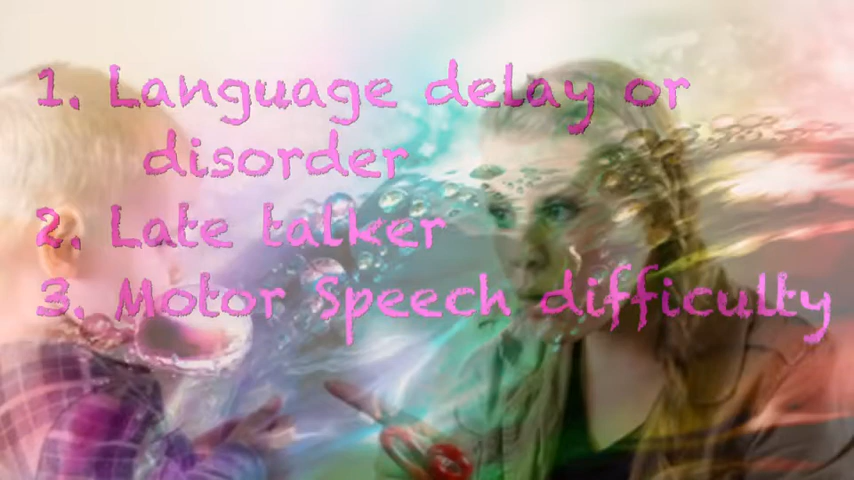 1. Language delay or
disorder
2. Late talker
3. Motor Speech difficulty